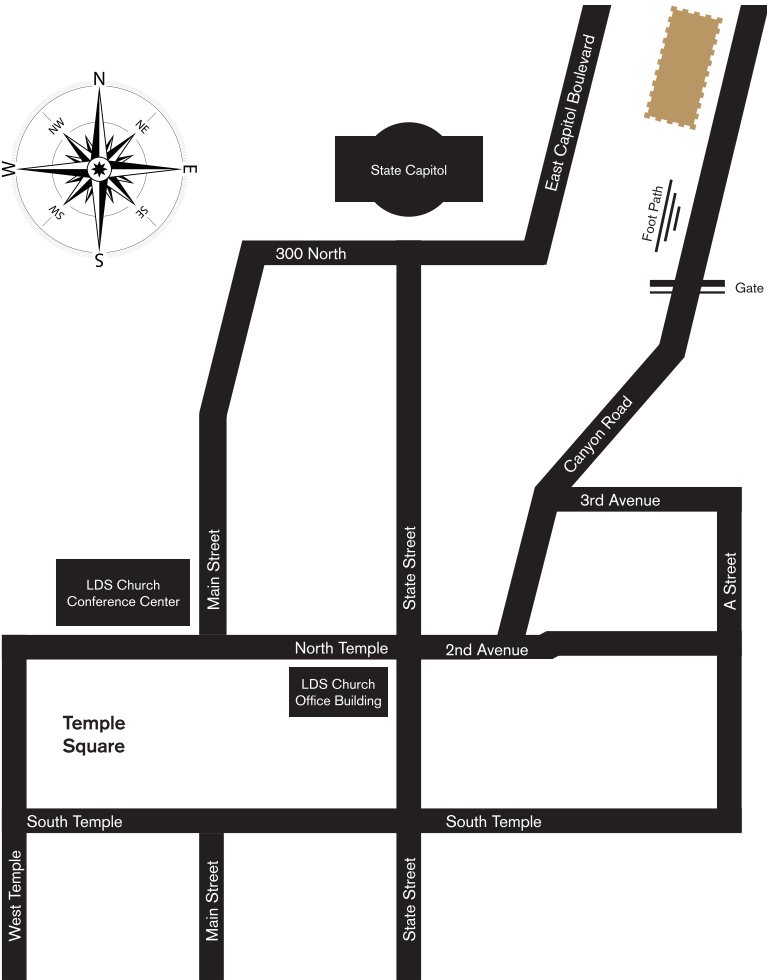 N
NW
NE
W
E
SW
SE
S
East Capitol Boulevard
State Capitol
Foot Path
300 North
Gate
Canyon Road
3rd Avenue
Main Street
State Street
A Street
LDS Church
Conference Center
North Temple
2nd Avenue
LDS Church
Office Building
Temple
Square
South Temple
South Temple
West Temple
Main Street
State Street